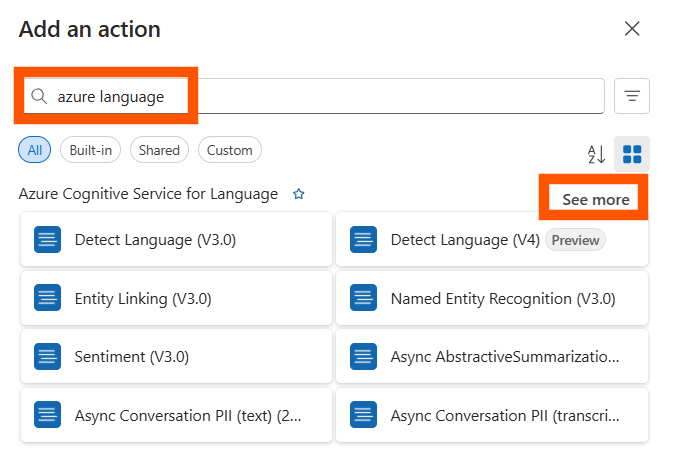 Add an action
azure language
All Built-in Shared Custom
Azure Cognitive Service for Language
See more
Detect Language (V3.0)
Detect Language (V4) Preview
Entity Linking (V3.0)
Named Entity Recognition (V3.0)
Sentiment (V3.0)
Async AbstractiveSummarizatio...
Async Conversation PII (text) (2...
Async Conversation PII (transcri...